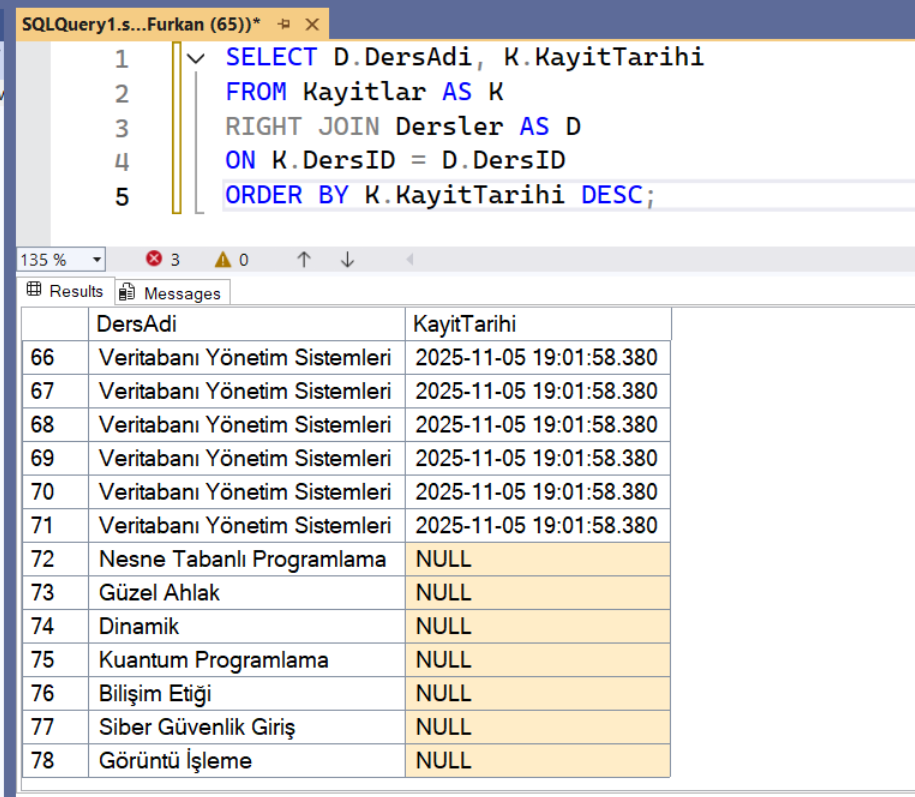 SQLQuery1.s...Furkan (65))*
1 SELECT D.DersAdi, K.KayitTarihi
2 FROM Kayitlar AS K
3 RIGHT JOIN Dersler AS D
4 ON K.DersID = D.DersID
5 ORDER BY K.KayitTarihi DESC;
135 % 3 0
Results Messages
DersAdi KayitTarihi
66 Veritabanı Yönetim Sistemleri 2025-11-05 19:01:58.380
67 Veritabanı Yönetim Sistemleri 2025-11-05 19:01:58.380
68 Veritabanı Yönetim Sistemleri 2025-11-05 19:01:58.380
69 Veritabanı Yönetim Sistemleri 2025-11-05 19:01:58.380
70 Veritabanı Yönetim Sistemleri 2025-11-05 19:01:58.380
71 Veritabanı Yönetim Sistemleri 2025-11-05 19:01:58.380
72 Nesne Tabanlı Programlama NULL
73 Güzel Ahlak NULL
74 Dinamik NULL
75 Kuantum Programlama NULL
76 Bilişim Etiği NULL
77 Siber Güvenlik Giriş NULL
78 Görüntü İşleme NULL